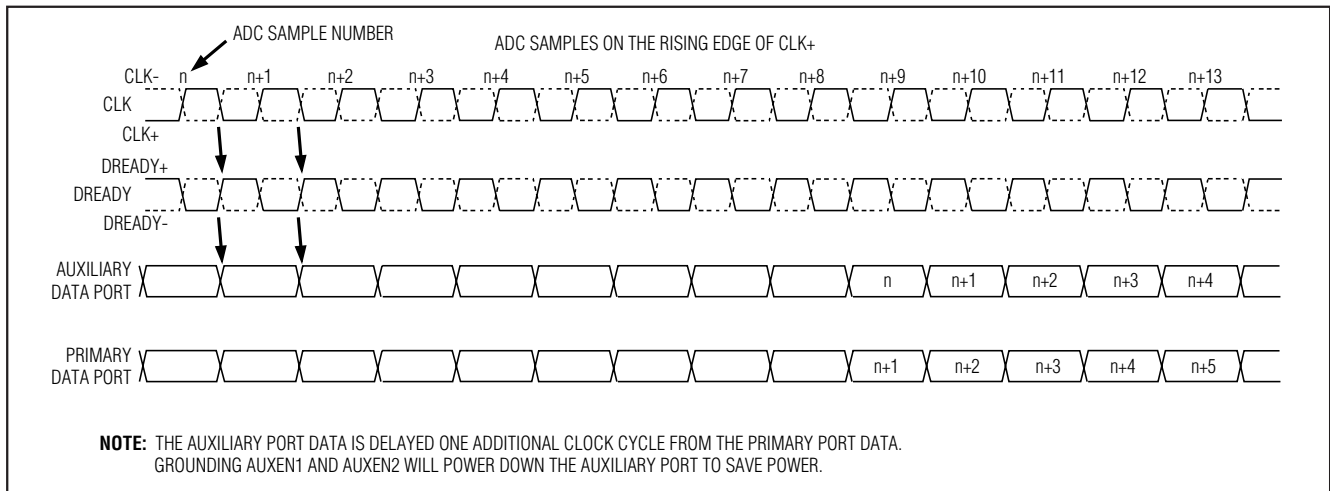 ADC SAMPLE NUMBER
ADC SAMPLES ON THE RISING EDGE OF CLK+
CLK- n n+1 n+2 n+3 n+4 n+5 n+6 n+7 n+8 n+9 n+10 n+11 n+12 n+13
CLK
CLK+
DREADY+
DREADY
DREADY-
AUXILIARY
DATA PORT
n n+1 n+2 n+3 n+4
PRIMARY
DATA PORT
n+1 n+2 n+3 n+4 n+5
NOTE: THE AUXILIARY PORT DATA IS DELAYED ONE ADDITIONAL CLOCK CYCLE FROM THE PRIMARY PORT DATA.
GROUNDING AUXEN1 AND AUXEN2 WILL POWER DOWN THE AUXILIARY PORT TO SAVE POWER.